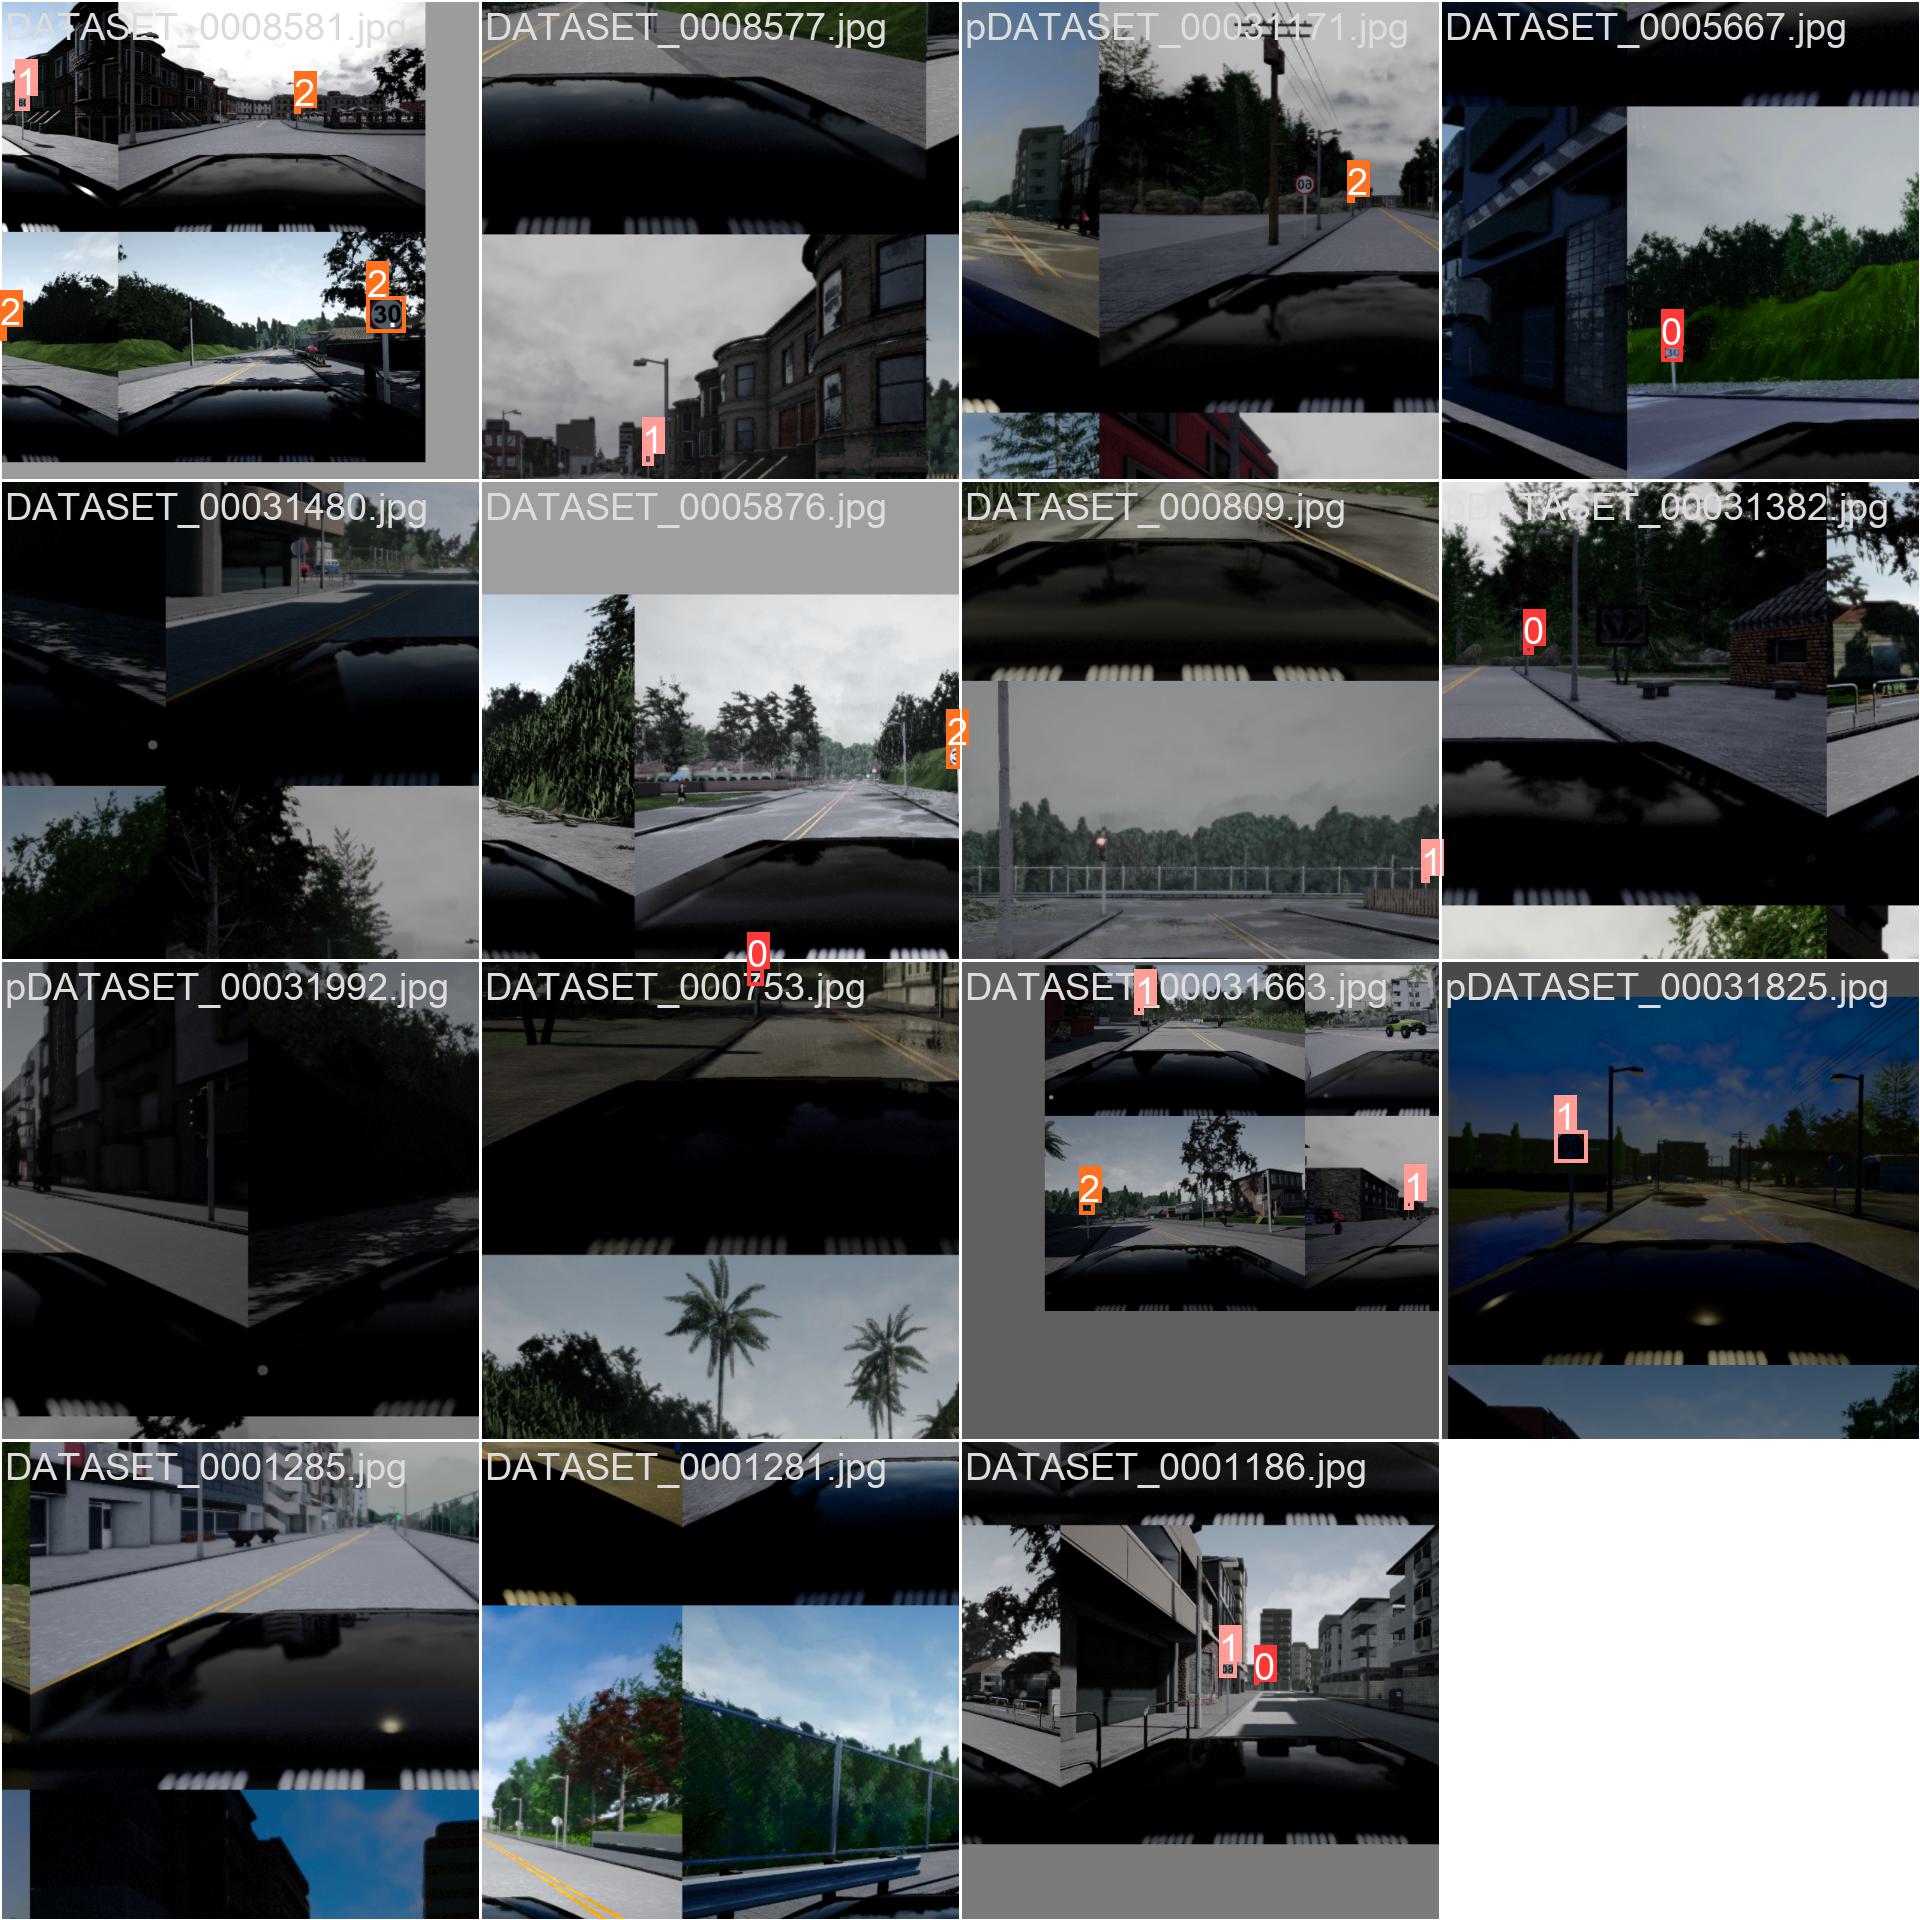 DATASET_0008581.jpg
DATASET_0008577.jpg
pDATASET_00031171.jpg
DATASET_0005667.jpg
1
2
2
2
30
1
2
0
30
DATASET_00031480.jpg
DATASET_0005876.jpg
DATASET_000809.jpg
pDATASET_00031382.jpg
2
0
1
0
pDATASET_00031992.jpg
DATASET_000753.jpg
DATASET_00031663.jpg
pDATASET_00031825.jpg
1
2
1
1
DATASET_0001285.jpg
DATASET_0001281.jpg
DATASET_0001186.jpg
1
0